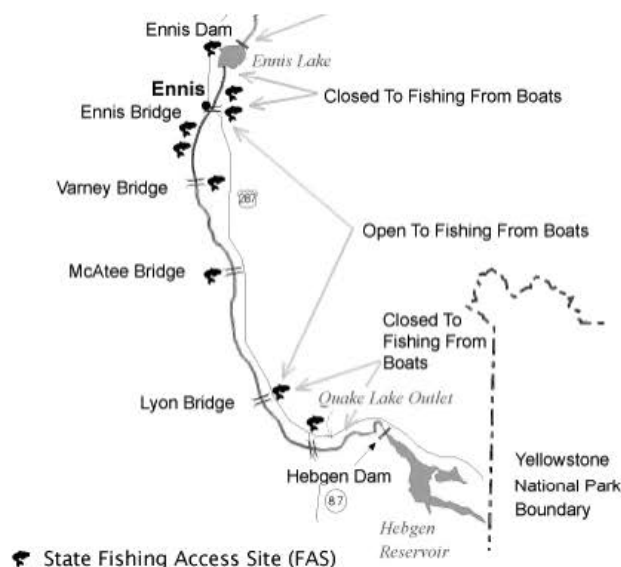 Ennis Dam
Ennis Lake
Ennis
Closed To Fishing From Boats
Ennis Bridge
Varney Bridge
287
Open To Fishing From Boats
McAtee Bridge
Closed To
Fishing From
Boats
Lyon Bridge
Quake Lake Outlet
Hebgen Dam
Yellowstone
National Park
Boundary
87
Hebgen
Reservoir
State Fishing Access Site (FAS)